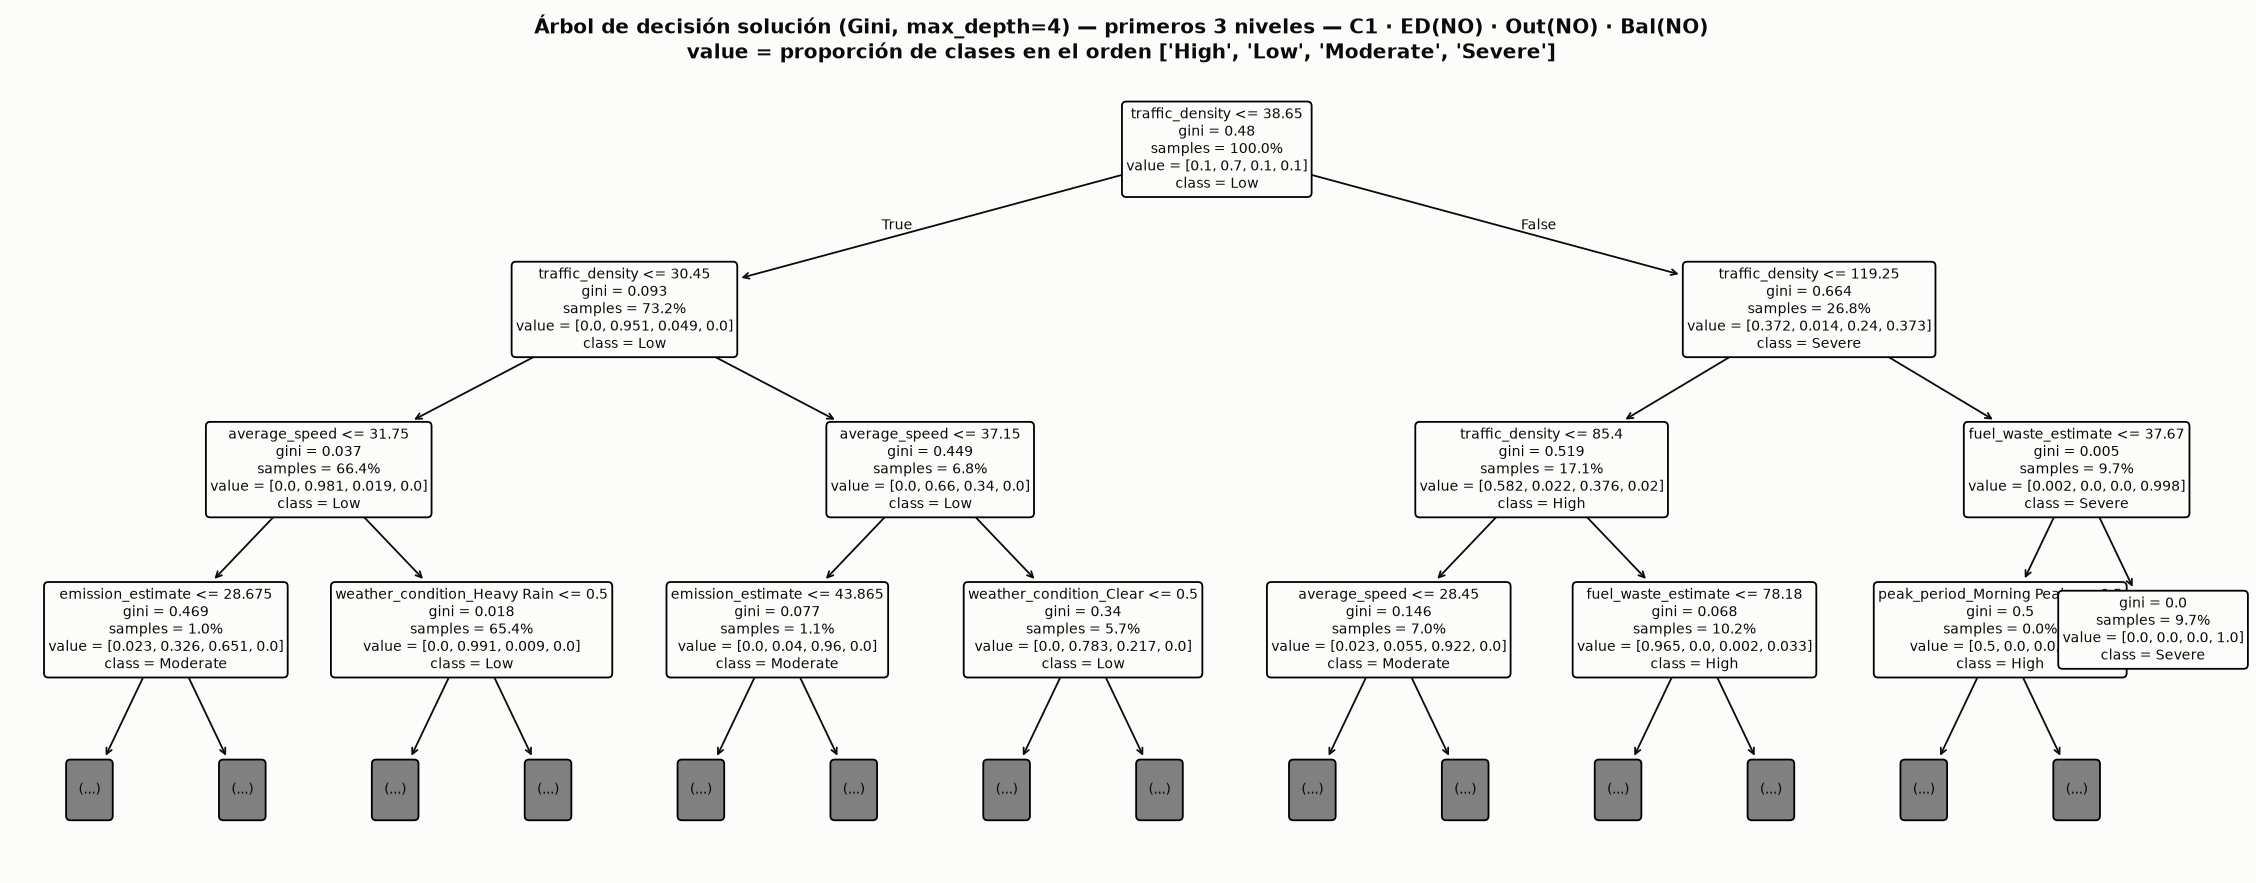 Árbol de decisión solución (Gini, max_depth=4) — primeros 3 niveles — C1 · ED(NO) · Out(NO) · Bal(NO)
value = proporción de clases en el orden ['High', 'Low', 'Moderate', 'Severe']
traffic_density <= 38.65
gini = 0.48
samples = 100.0%
value = [0.1, 0.7, 0.1, 0.1]
class = Low
True
False
traffic_density <= 30.45
gini = 0.093
samples = 73.2%
value = [0.0, 0.951, 0.049, 0.0]
class = Low
traffic_density <= 119.25
gini = 0.664
samples = 26.8%
value = [0.372, 0.014, 0.24, 0.373]
class = Severe
average_speed <= 31.75
gini = 0.037
samples = 66.4%
value = [0.0, 0.981, 0.019, 0.0]
class = Low
average_speed <= 37.15
gini = 0.449
samples = 6.8%
value = [0.0, 0.66, 0.34, 0.0]
class = Low
traffic_density <= 85.4
gini = 0.519
samples = 17.1%
value = [0.582, 0.022, 0.376, 0.02]
class = High
fuel_waste_estimate <= 37.67
gini = 0.005
samples = 9.7%
value = [0.002, 0.0, 0.0, 0.998]
class = Severe
emission_estimate <= 28.675
gini = 0.469
samples = 1.0%
value = [0.023, 0.326, 0.651, 0.0]
class = Moderate
weather_condition_Heavy Rain <= 0.5
gini = 0.018
samples = 65.4%
value = [0.0, 0.991, 0.009, 0.0]
class = Low
emission_estimate <= 43.865
gini = 0.077
samples = 1.1%
value = [0.0, 0.04, 0.96, 0.0]
class = Moderate
weather_condition_Clear <= 0.5
gini = 0.34
samples = 5.7%
value = [0.0, 0.783, 0.217, 0.0]
class = Low
average_speed <= 28.45
gini = 0.146
samples = 7.0%
value = [0.023, 0.055, 0.922, 0.0]
class = Moderate
fuel_waste_estimate <= 78.18
gini = 0.068
samples = 10.2%
value = [0.965, 0.0, 0.002, 0.033]
class = High
peak_period_Morning
gini = 0.5
samples = 0.0%
value = [0.5, 0.0,
class = High
gini = 0.0
samples = 9.7%
value = [0.0, 0.0, 0.0, 1.0]
class = Severe
(...)
(...)
(...)
(...)
(...)
(...)
(...)
(...)
(...)
(...)
(...)
(...)
(...)
(...)